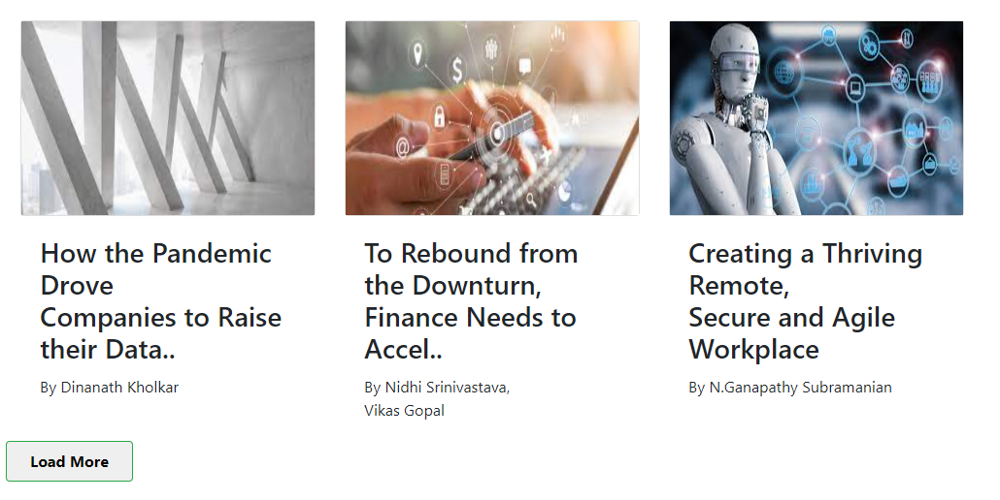 How the Pandemic
Drove
Companies to Raise
their Data..
By Dinanath Kholkar
To Rebound from
the Downturn,
Finance Needs to
Accel..
By Nidhi Srinivastava,
Vikas Gopal
Creating a Thriving
Remote,
Secure and Agile
Workplace
By N.Ganapathy Subramanian
Load More